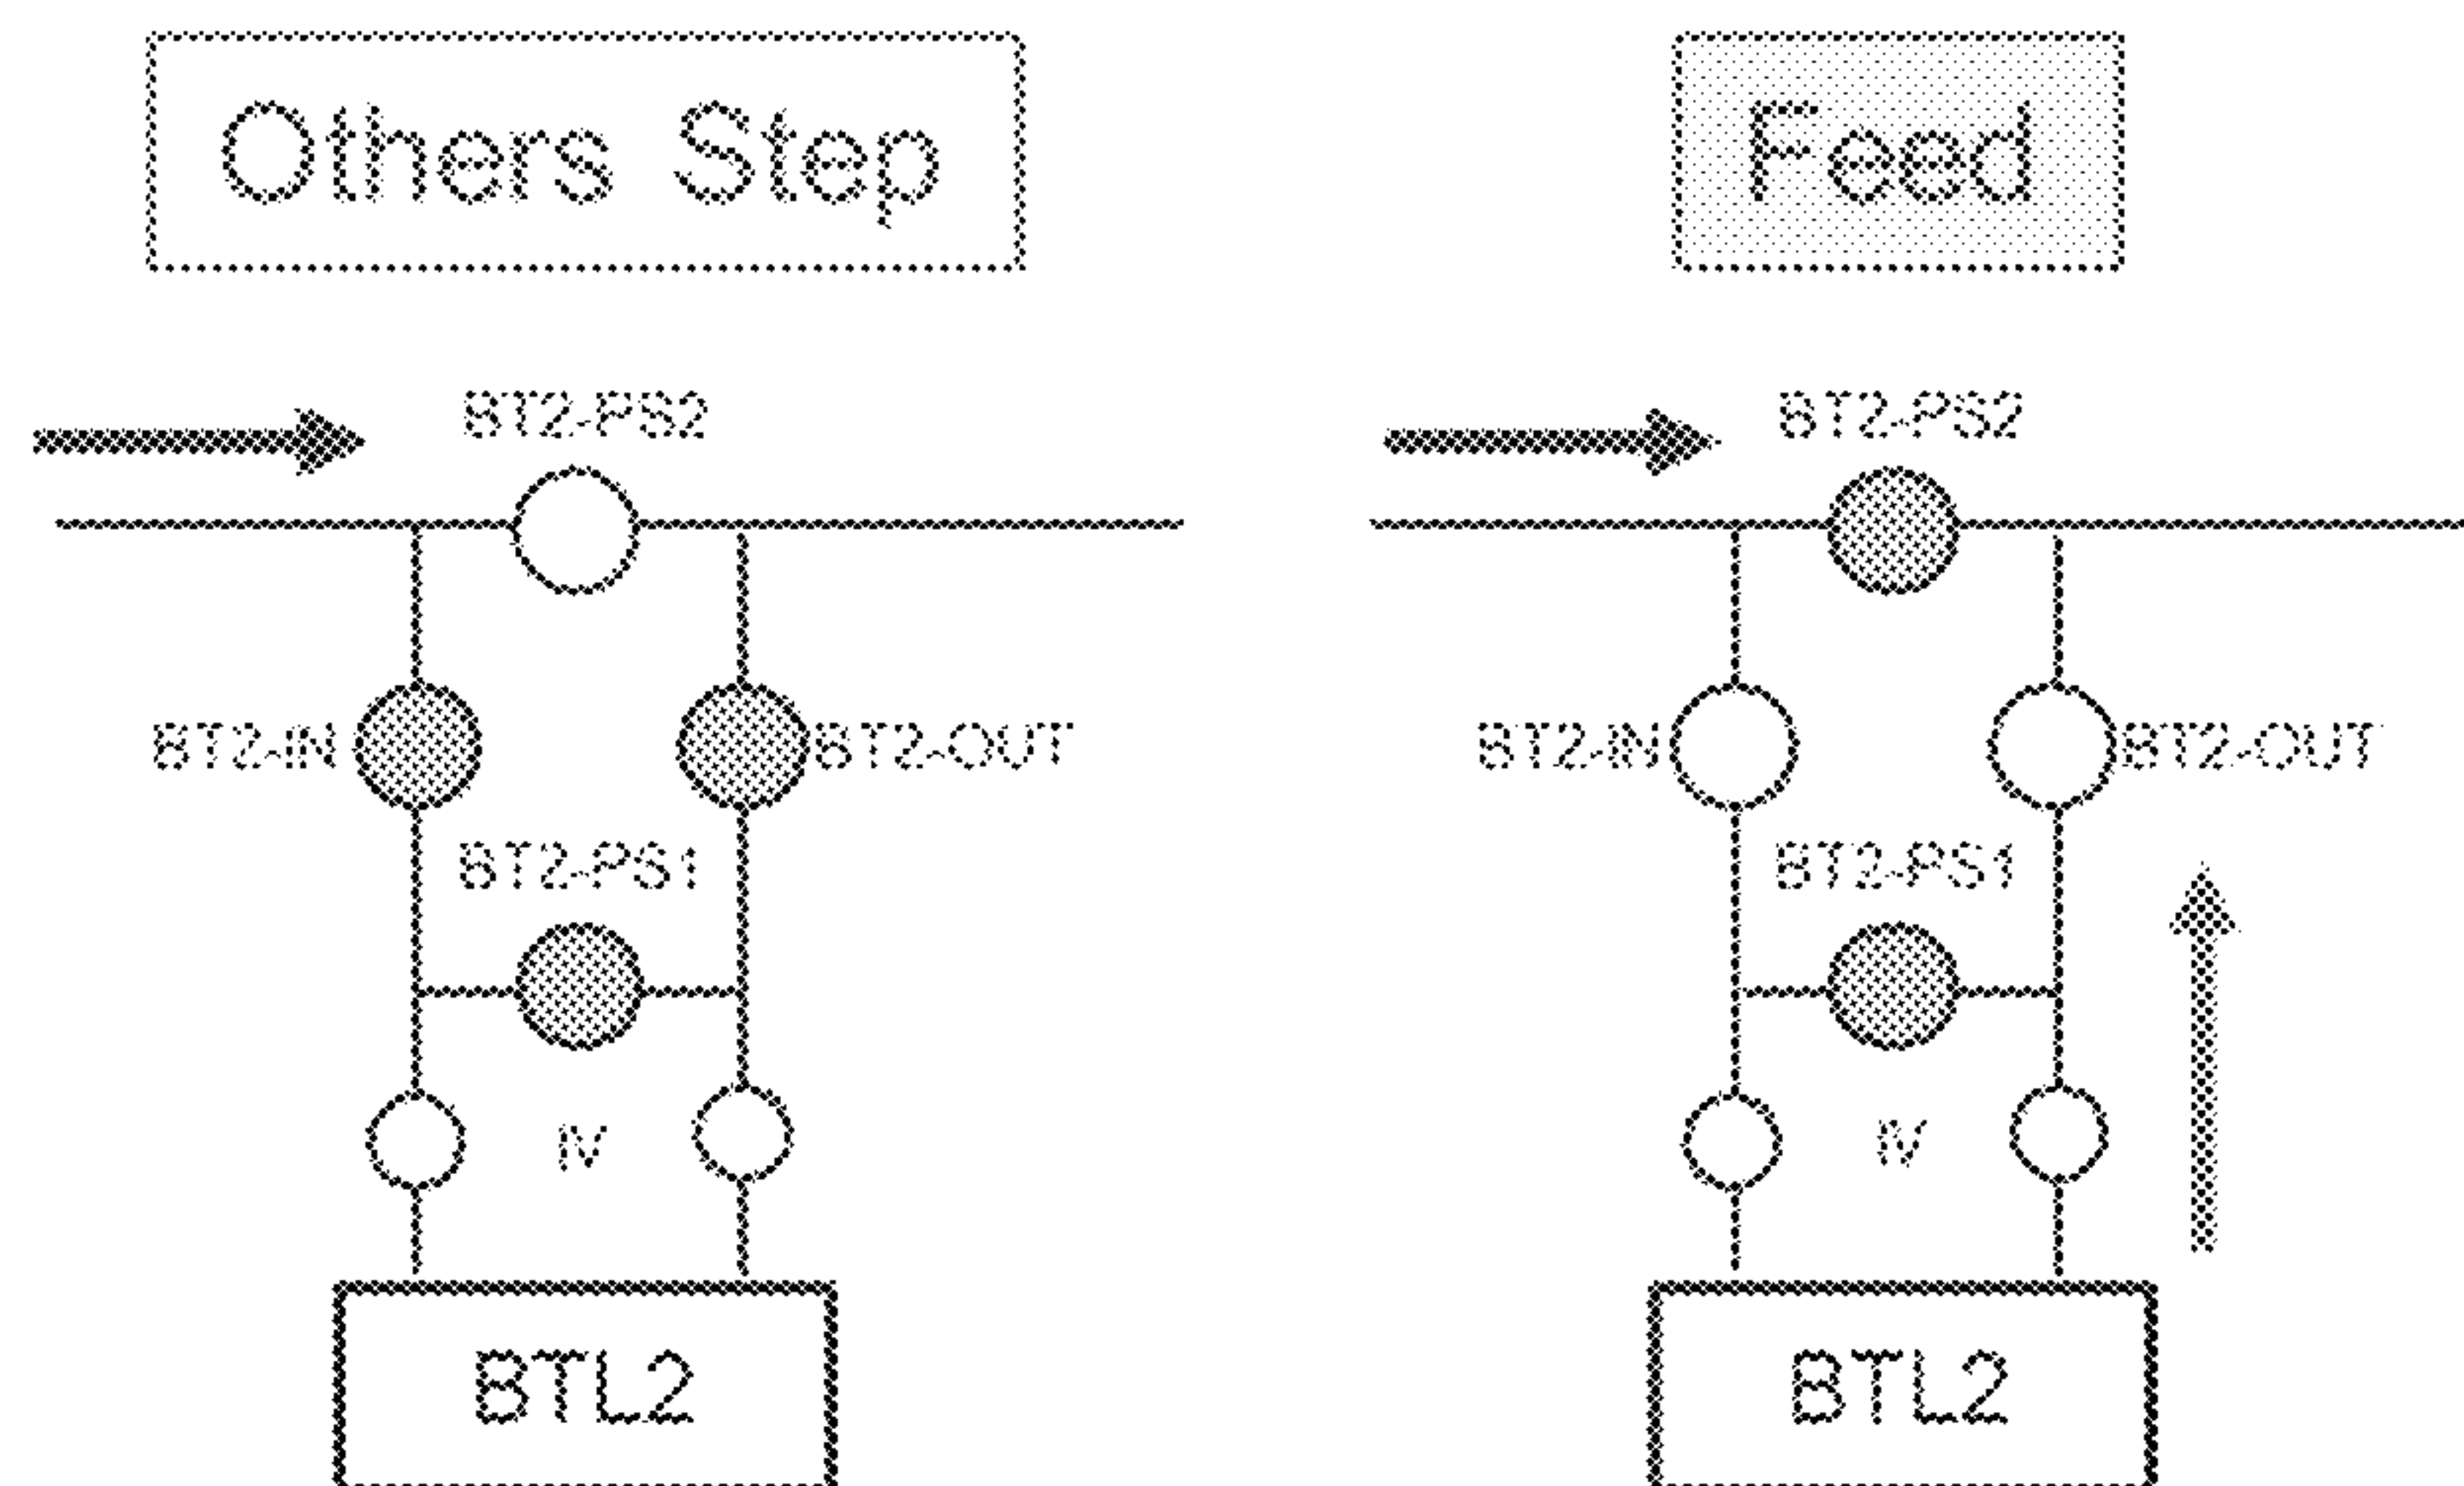 Others Step
BT2-PS2
BT2-IN
BT2-OUT
BT2-PS1
IV
BTL2
Feed
BT2-PS2
BT2-IN
BT2-OUT
BT2-PS1
IV
BTL2